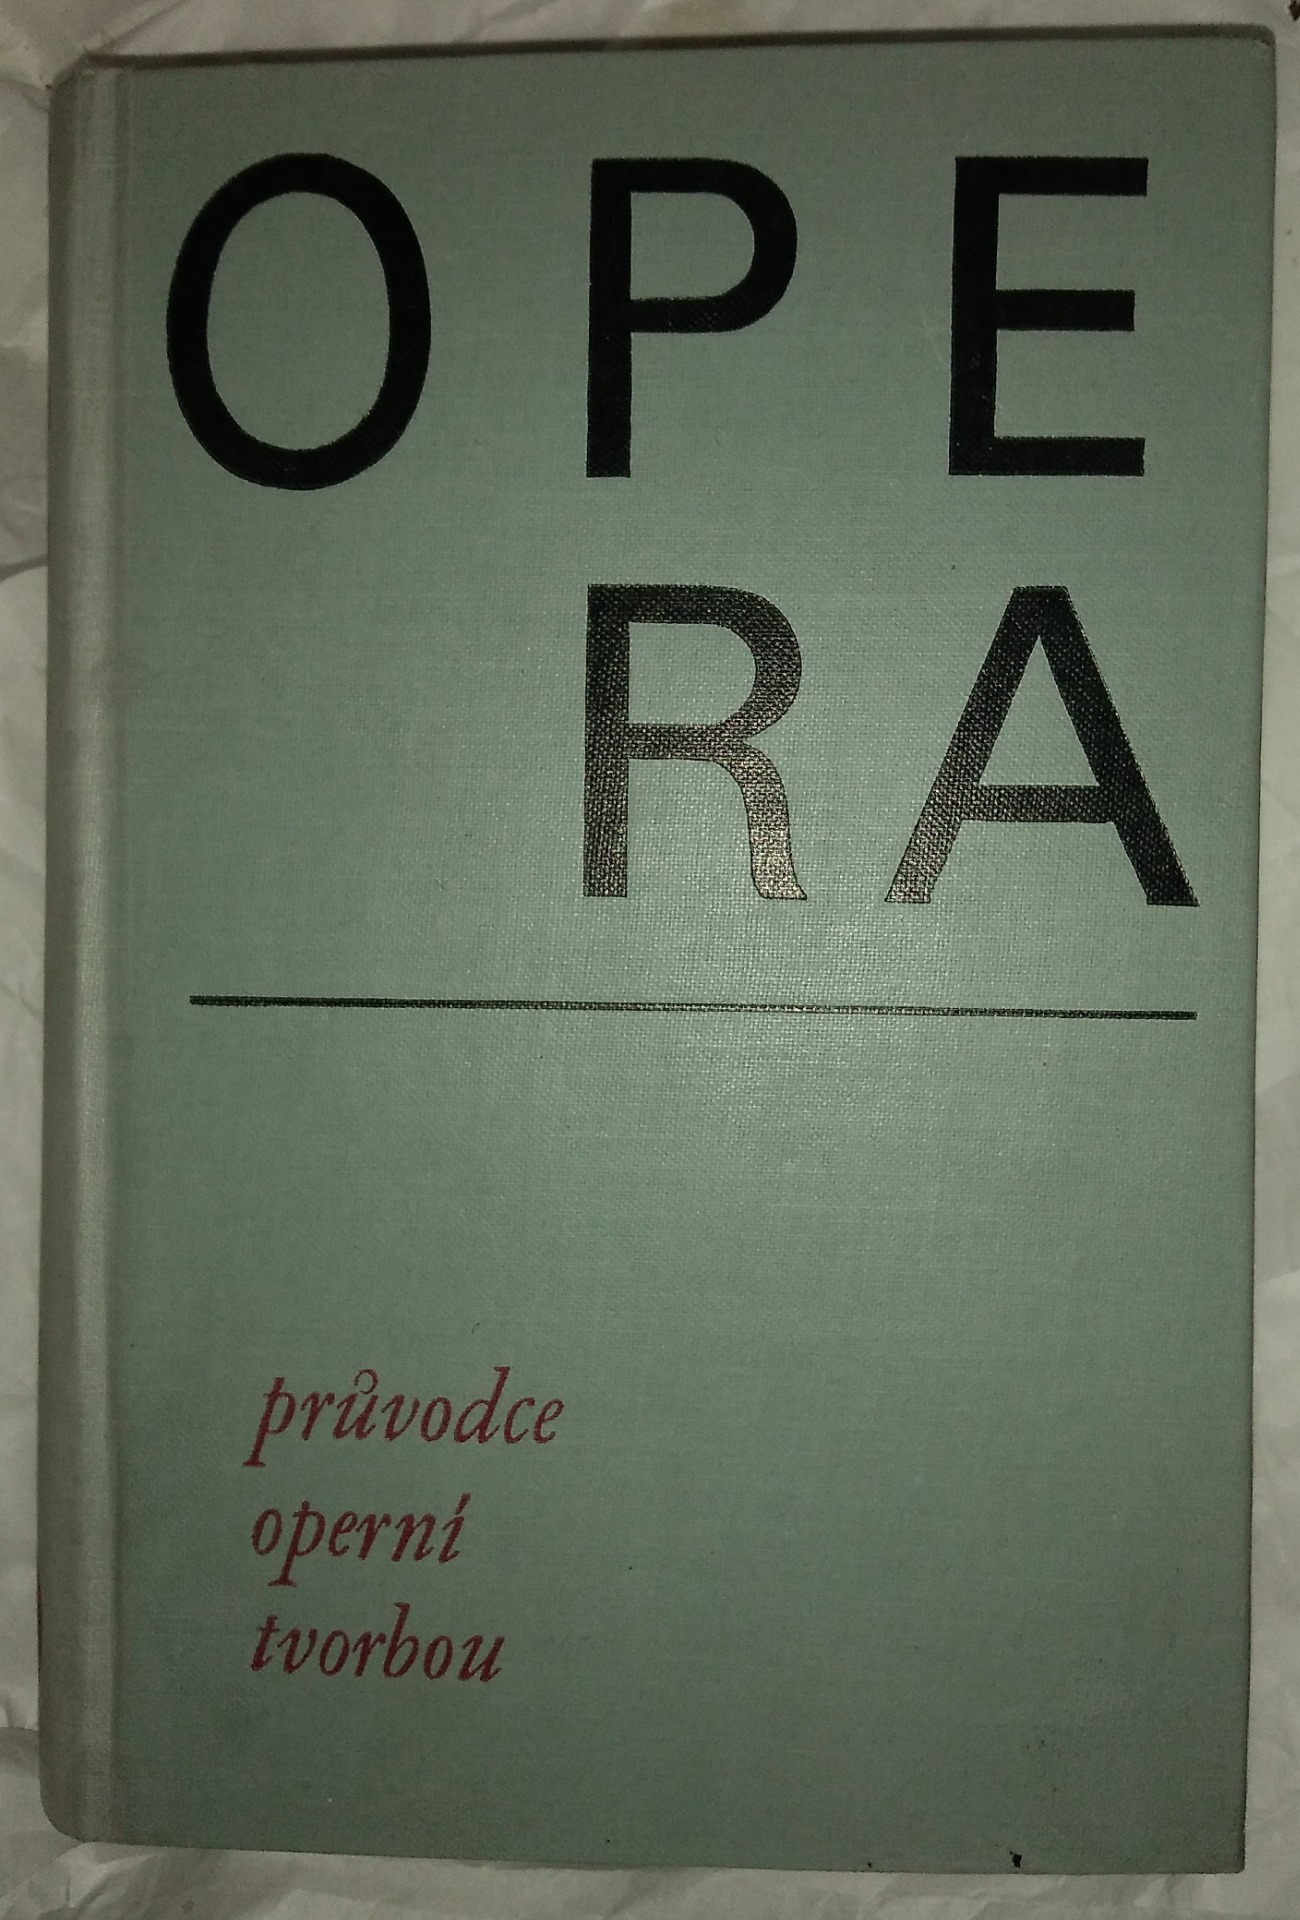 OPE
RA
průvodce
operní
tvorbou